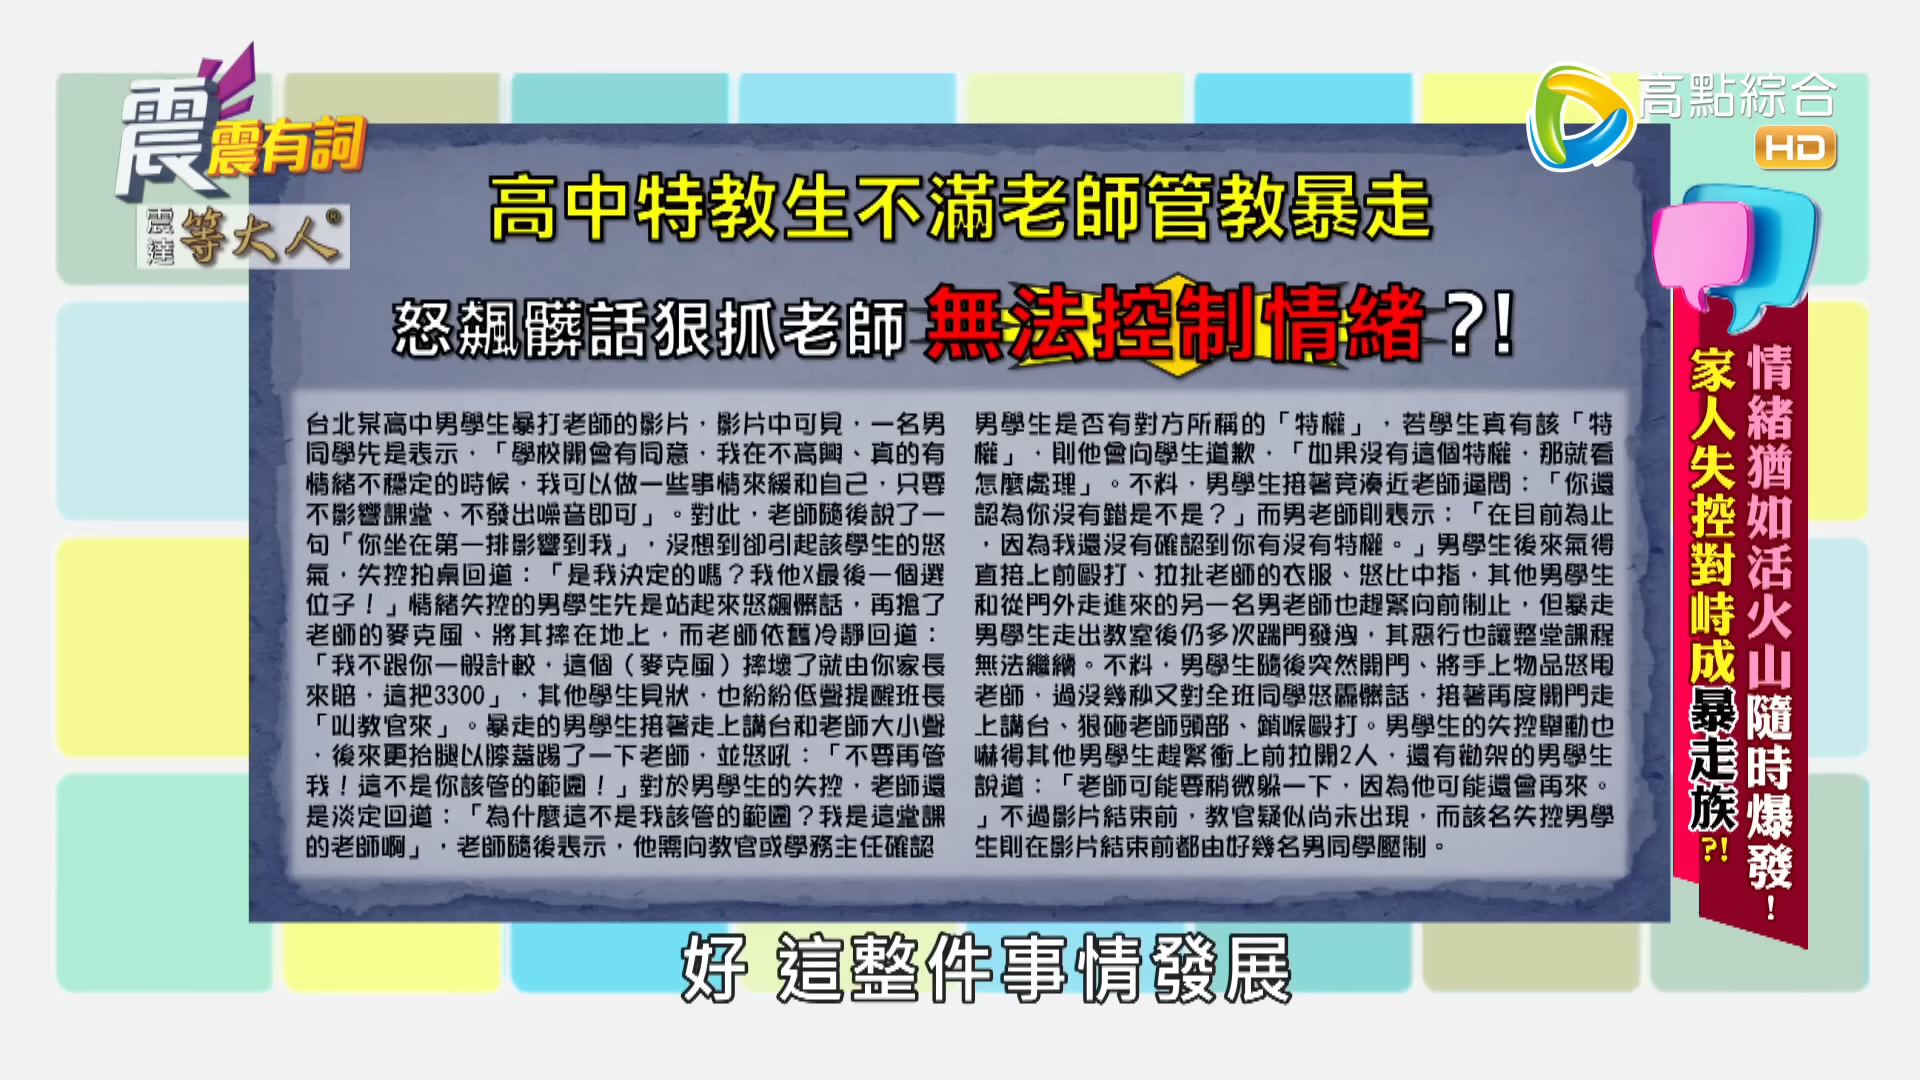 震震有詞
震達 等大人®
高點綜合
HD
高中特教生不滿老師管教暴走
怒飆髒話狠抓老師 無法控制情緒?!
台北某高中男學生暴打老師的影片，影片中可見，一名男
同學先是表示，「學校開會有同意，我在不高興、真的有
情緒不穩定的時候，我可以做一些事情來緩和自己，只要
不影響課堂、不發出噪音即可」。對此，老師隨後說了一
句「你坐在第一排影響到我」，沒想到卻引起該學生的怒
氣，失控拍桌回道：「是我決定的嗎？我他X最後一個選
位子！」情緒失控的男學生先是站起來怒飆髒話，再搶了
老師的麥克風、將其摔在地上，而老師依舊冷靜回道：
「我不跟你一般計較，這個（麥克風）摔壞了就由你家長
來賠，這把3300」，其他學生見狀，也紛紛低聲提醒班長
「叫教官來」。暴走的男學生接著走上講台和老師大小聲
，後來更抬腿以膝蓋踢了一下老師，並怒吼：「不要再管
我！這不是你該管的範圍！」對於男學生的失控，老師還
是淡定回道：「為什麼這不是我該管的範圍？我是這堂課
的老師啊」，老師隨後表示，他需向教官或學務主任確認
男學生是否有對方所稱的「特權」，若學生真有該「特
權」，則他會向學生道歉，「如果沒有這個特權，那就看
怎麼處理」。不料，男學生接著竟湊近老師逼問：「你還
認為你沒有錯是不是？」而男老師則表示：「在目前為止
，因為我還沒有確認到你有沒有特權。」男學生後來氣得
直接上前毆打、拉扯老師的衣服、怒比中指，其他男學生
和從門外走進來的另一名男老師也趕緊向前制止，但暴走
男學生走出教室後仍多次踹門發洩，其惡行也讓整堂課程
無法繼續。不料，男學生隨後突然開門、將手上物品怒甩
老師，過沒幾秒又對全班同學怒轟髒話，接著再度開門走
上講台、狠砸老師頭部、鎖喉毆打。男學生的失控舉動也
嚇得其他男學生趕緊衝上前拉開2人，還有勸架的男學生
說道：「老師可能要稍微躲一下，因為他可能還會再來。
」不過影片結束前，教官疑似尚未出現，而該名失控男學
生則在影片結束前都由好幾名男同學壓制。
情緒猶如活火山隨時爆發！
家人失控對峙成暴走族?!
好 這整件事情發展